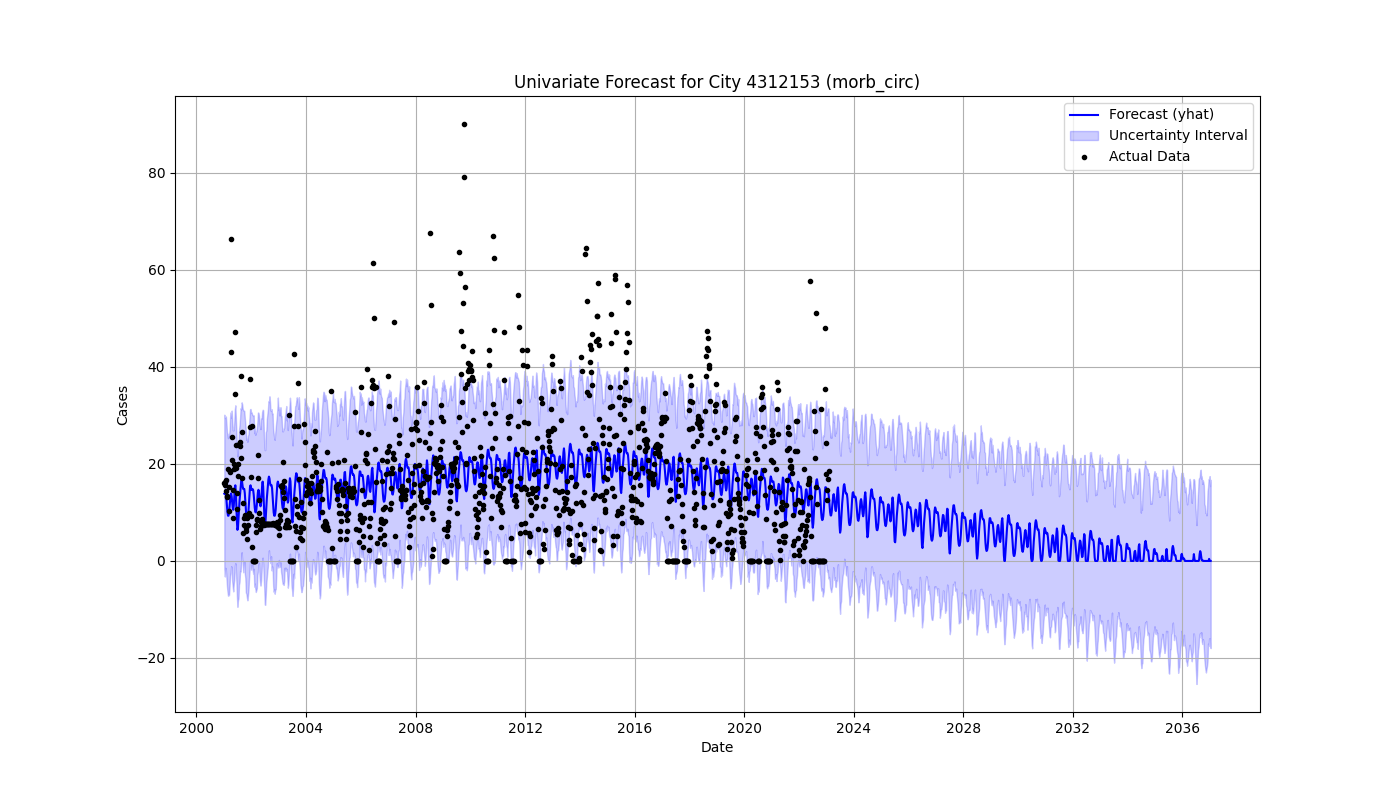 Univariate Forecast for City 4312153 (morb_circ)
Forecast (yhat)
Uncertainty Interval
Actual Data
80
60
40
20
0
−20
Cases
2000 2004 2008 2012 2016 2020 2024 2028 2032 2036
Date